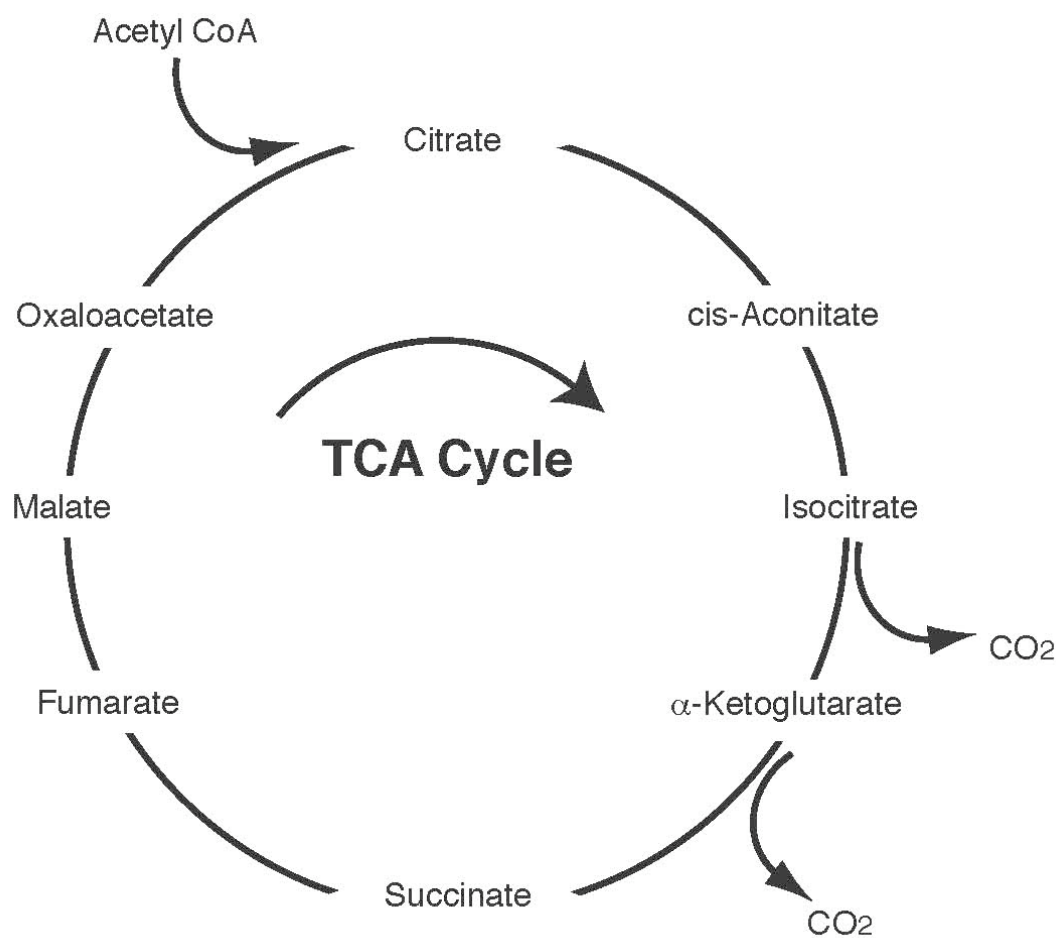 Acetyl CoA
Citrate
Oxaloacetate
cis-Aconitate
TCA Cycle
Malate
Isocitrate
CO2
Fumarate
α-Ketoglutarate
Succinate
CO2